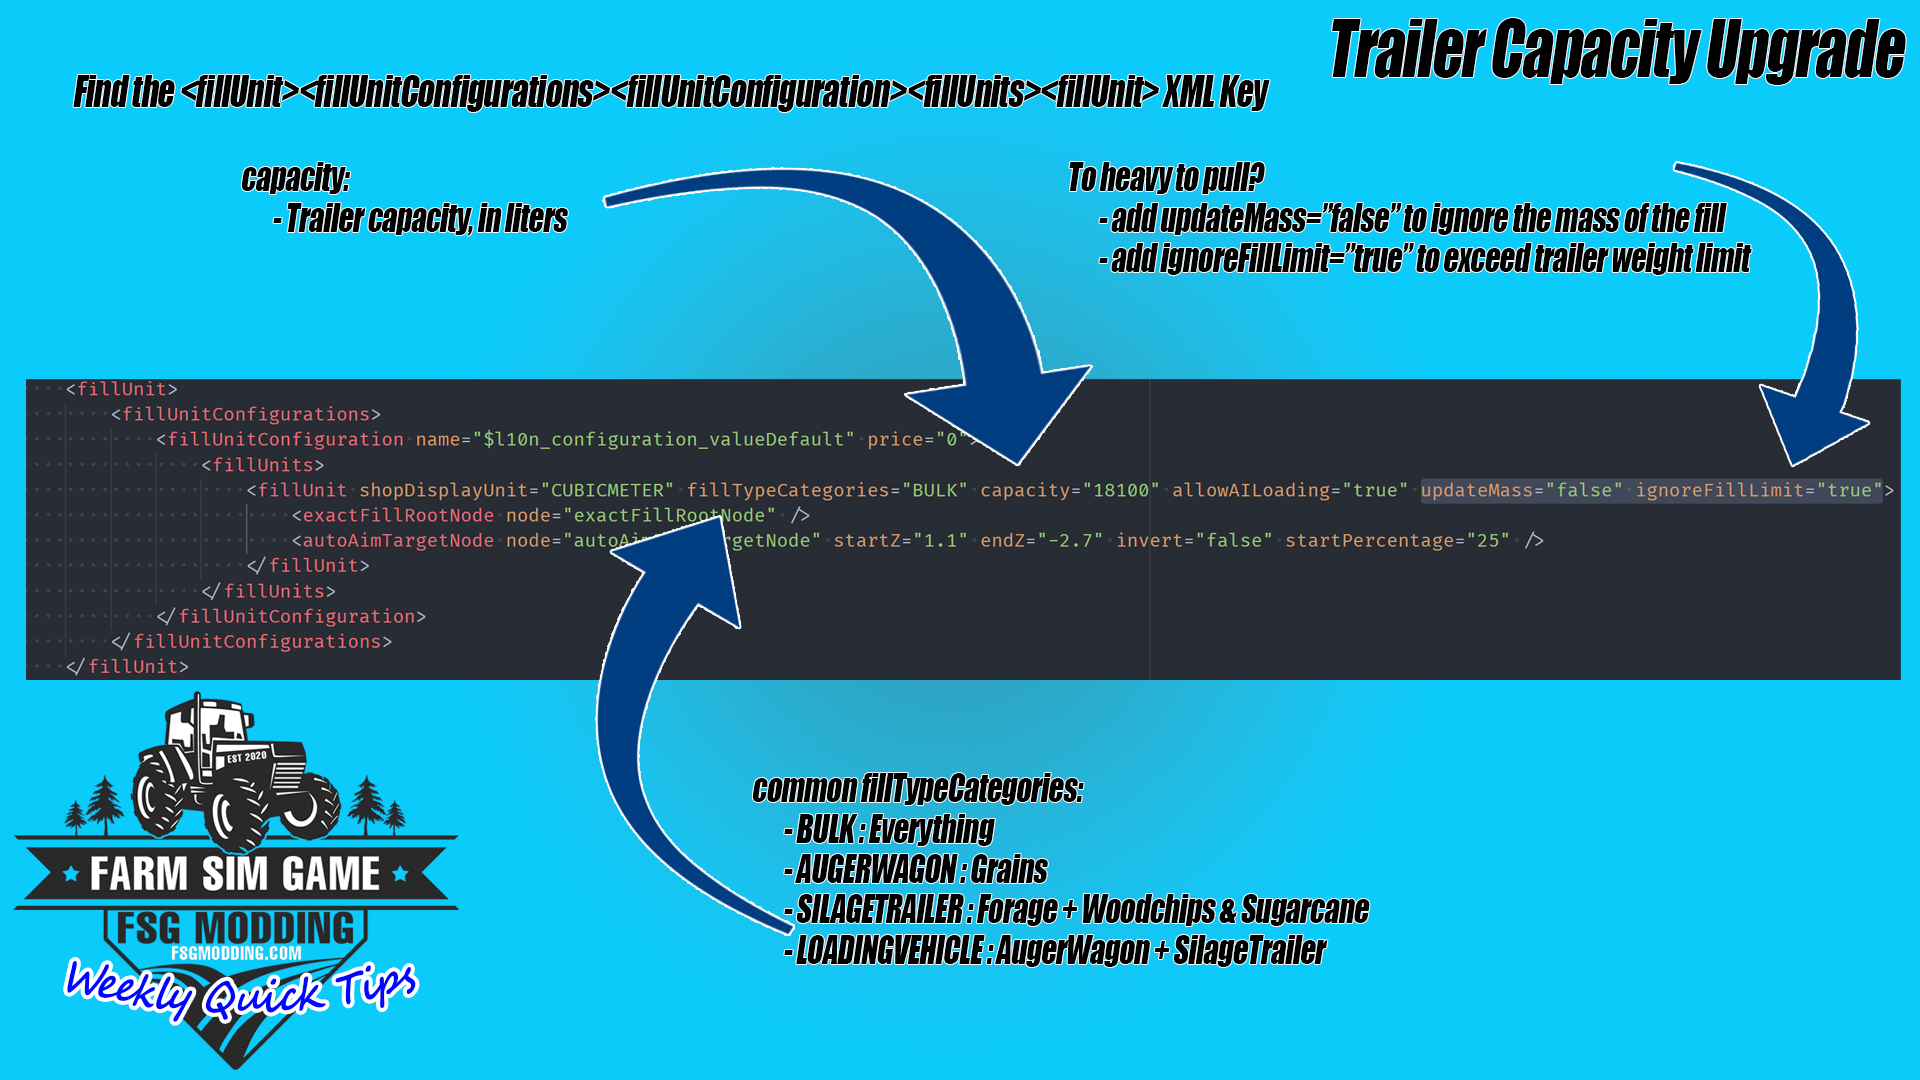 Trailer Capacity Upgrade
Find the <fillUnit><fillUnitConfigurations><fillUnitConfiguration><fillUnits><fillUnit> XML Key
capacity:
- Trailer capacity, in liters
To heavy to pull?
- add updateMass="false" to ignore the mass of the fill
- add ignoreFillLimit="true" to exceed trailer weight limit
<fillUnit>
<fillUnitConfigurations>
<fillUnitConfiguration name="$l10n_configuration_valueDefault" price="0">
<fillUnits>
<fillUnit shopDisplayUnit="CUBICMETER" fillTypeCategories="BULK" capacity="18100" allowAILoading="true" updateMass="false" ignoreFillLimit="true">
<exactFillRootNode node="exactFillRootNode" />
<autoAimTargetNode node="autoAi rgetNode" startZ="1.1" endZ="-2.7" invert="false" startPercentage="25" />
</fillUnit>
</fillUnits>
</fillUnitConfiguration>
</fillUnitConfigurations>
</fillUnit>
common fillTypeCategories:
- BULK : Everything
- AUGERWAGON : Grains
- SILAGETRAILER : Forage + Woodchips & Sugarcane
- LOADINGVEHICLE : AugerWagon + SilageTrailer
EST 2020
FARM SIM GAME
FSG MODDING
FSGMODDING.COM
Weekly Quick Tips